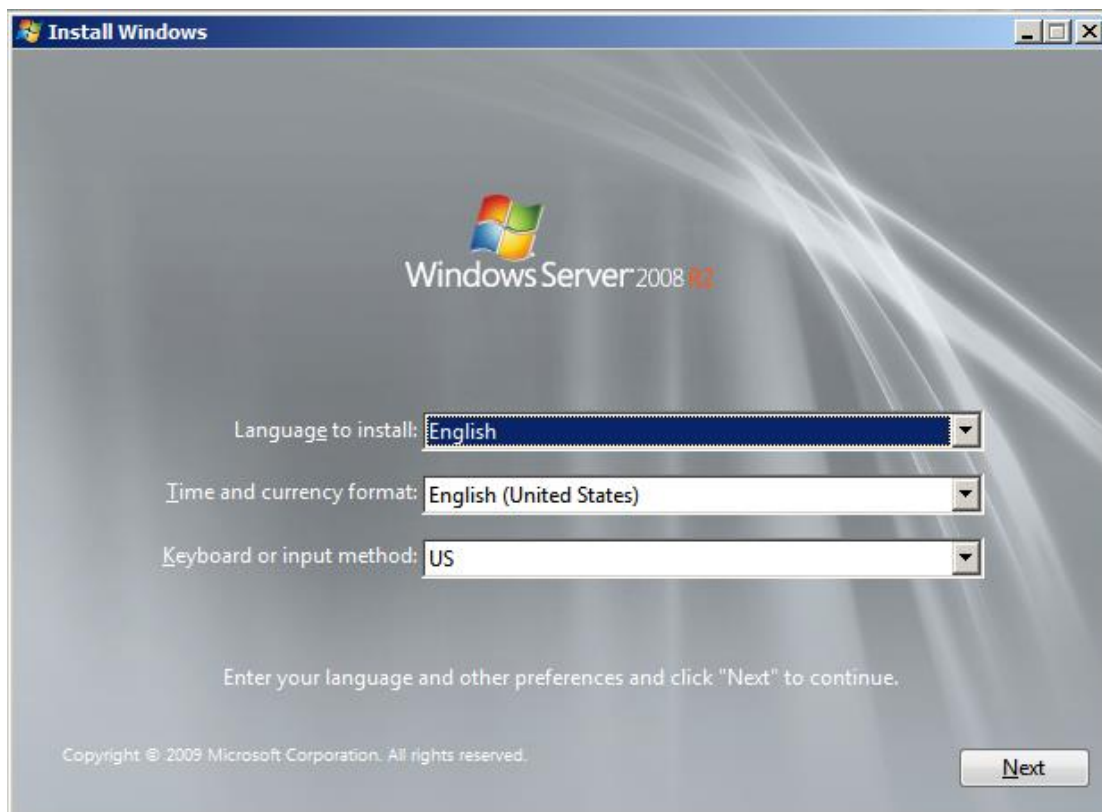 Install Windows
Windows Server 2008 R2
Language to install: English
Time and currency format: English (United States)
Keyboard or input method: US
Enter your language and other preferences and click "Next" to continue.
Copyright © 2009 Microsoft Corporation. All rights reserved.
Next